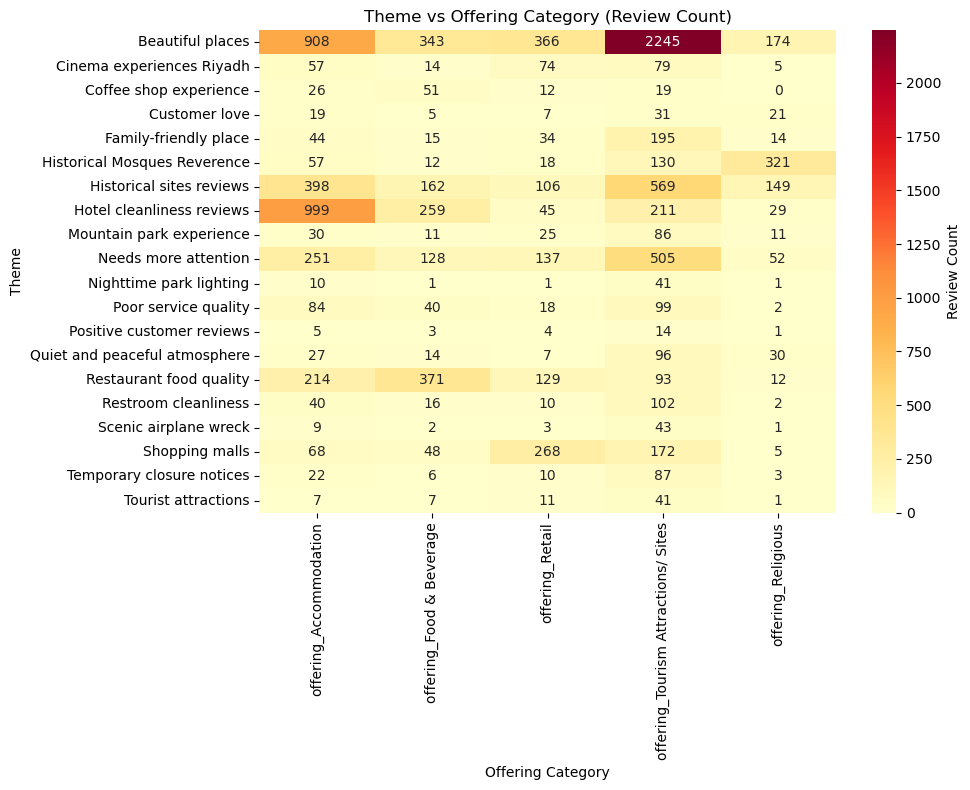 Theme vs Offering Category (Review Count)
Beautiful places 908 343 366 2245 174
Cinema experiences Riyadh 57 14 74 79 5
Coffee shop experience 26 51 12 19 0
Customer love 19 5 7 31 21
Family-friendly place 44 15 34 195 14
Historical Mosques Reverence 57 12 18 130 321
Historical sites reviews 398 162 106 569 149
Hotel cleanliness reviews 999 259 45 211 29
Mountain park experience 30 11 25 86 11
Needs more attention 251 128 137 505 52
Nighttime park lighting 10 1 1 41 1
Poor service quality 84 40 18 99 2
Positive customer reviews 5 3 4 14 1
Quiet and peaceful atmosphere 27 14 7 96 30
Restaurant food quality 214 371 129 93 12
Restroom cleanliness 40 16 10 102 2
Scenic airplane wreck 9 2 3 43 1
Shopping malls 68 48 268 172 5
Temporary closure notices 22 6 10 87 3
Tourist attractions 7 7 11 41 1
Theme
offering_Accommodation
offering_Food & Beverage
offering_Retail
offering_Tourism Attractions/ Sites
offering_Religious
Offering Category
2000
1750
1500
1250
1000
750
500
250
0
Review Count